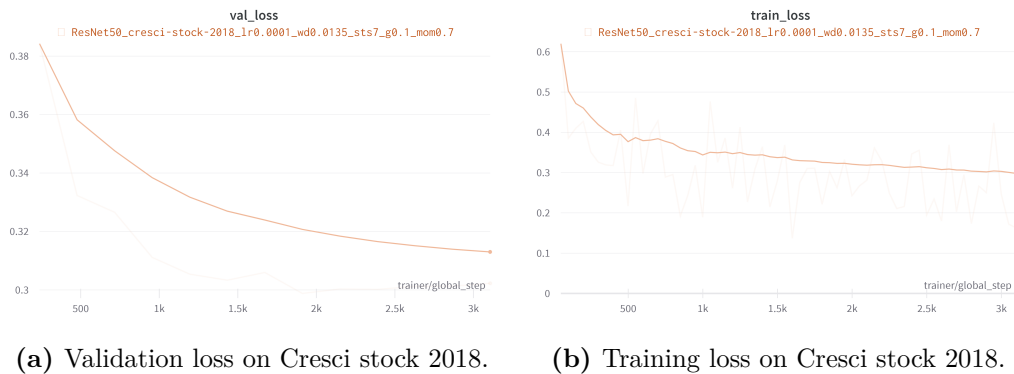 val_loss
ResNet50_cresci-stock-2018_lr0.0001_wd0.0135_sts7_g0.1_mom0.7
0.38
0.36
0.34
0.32
0.3
trainer/global_step
500
1k
1.5k
2k
2.5k
3k
(a) Validation loss on Cresci stock 2018.
train_loss
ResNet50_cresci-stock-2018_lr0.0001_wd0.0135_sts7_g0.1_mom0.7
0.6
0.5
0.4
0.3
0.2
0.1
0
trainer/global_step
500
1k
1.5k
2k
2.5k
3k
(b) Training loss on Cresci stock 2018.